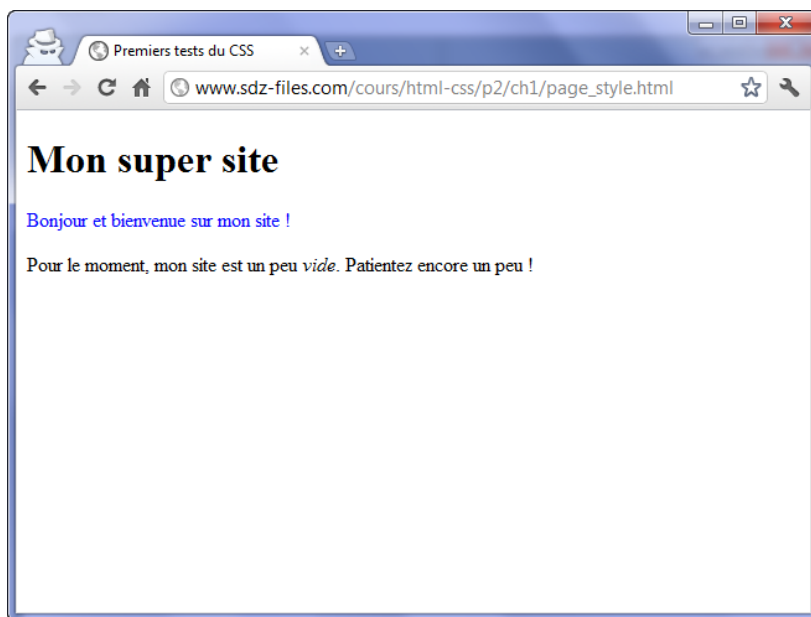 Premiers tests du CSS
www.sdz-files.com/cours/html-css/p2/ch1/page_style.html
Mon super site
Bonjour et bienvenue sur mon site !
Pour le moment, mon site est un peu vide. Patientez encore un peu !